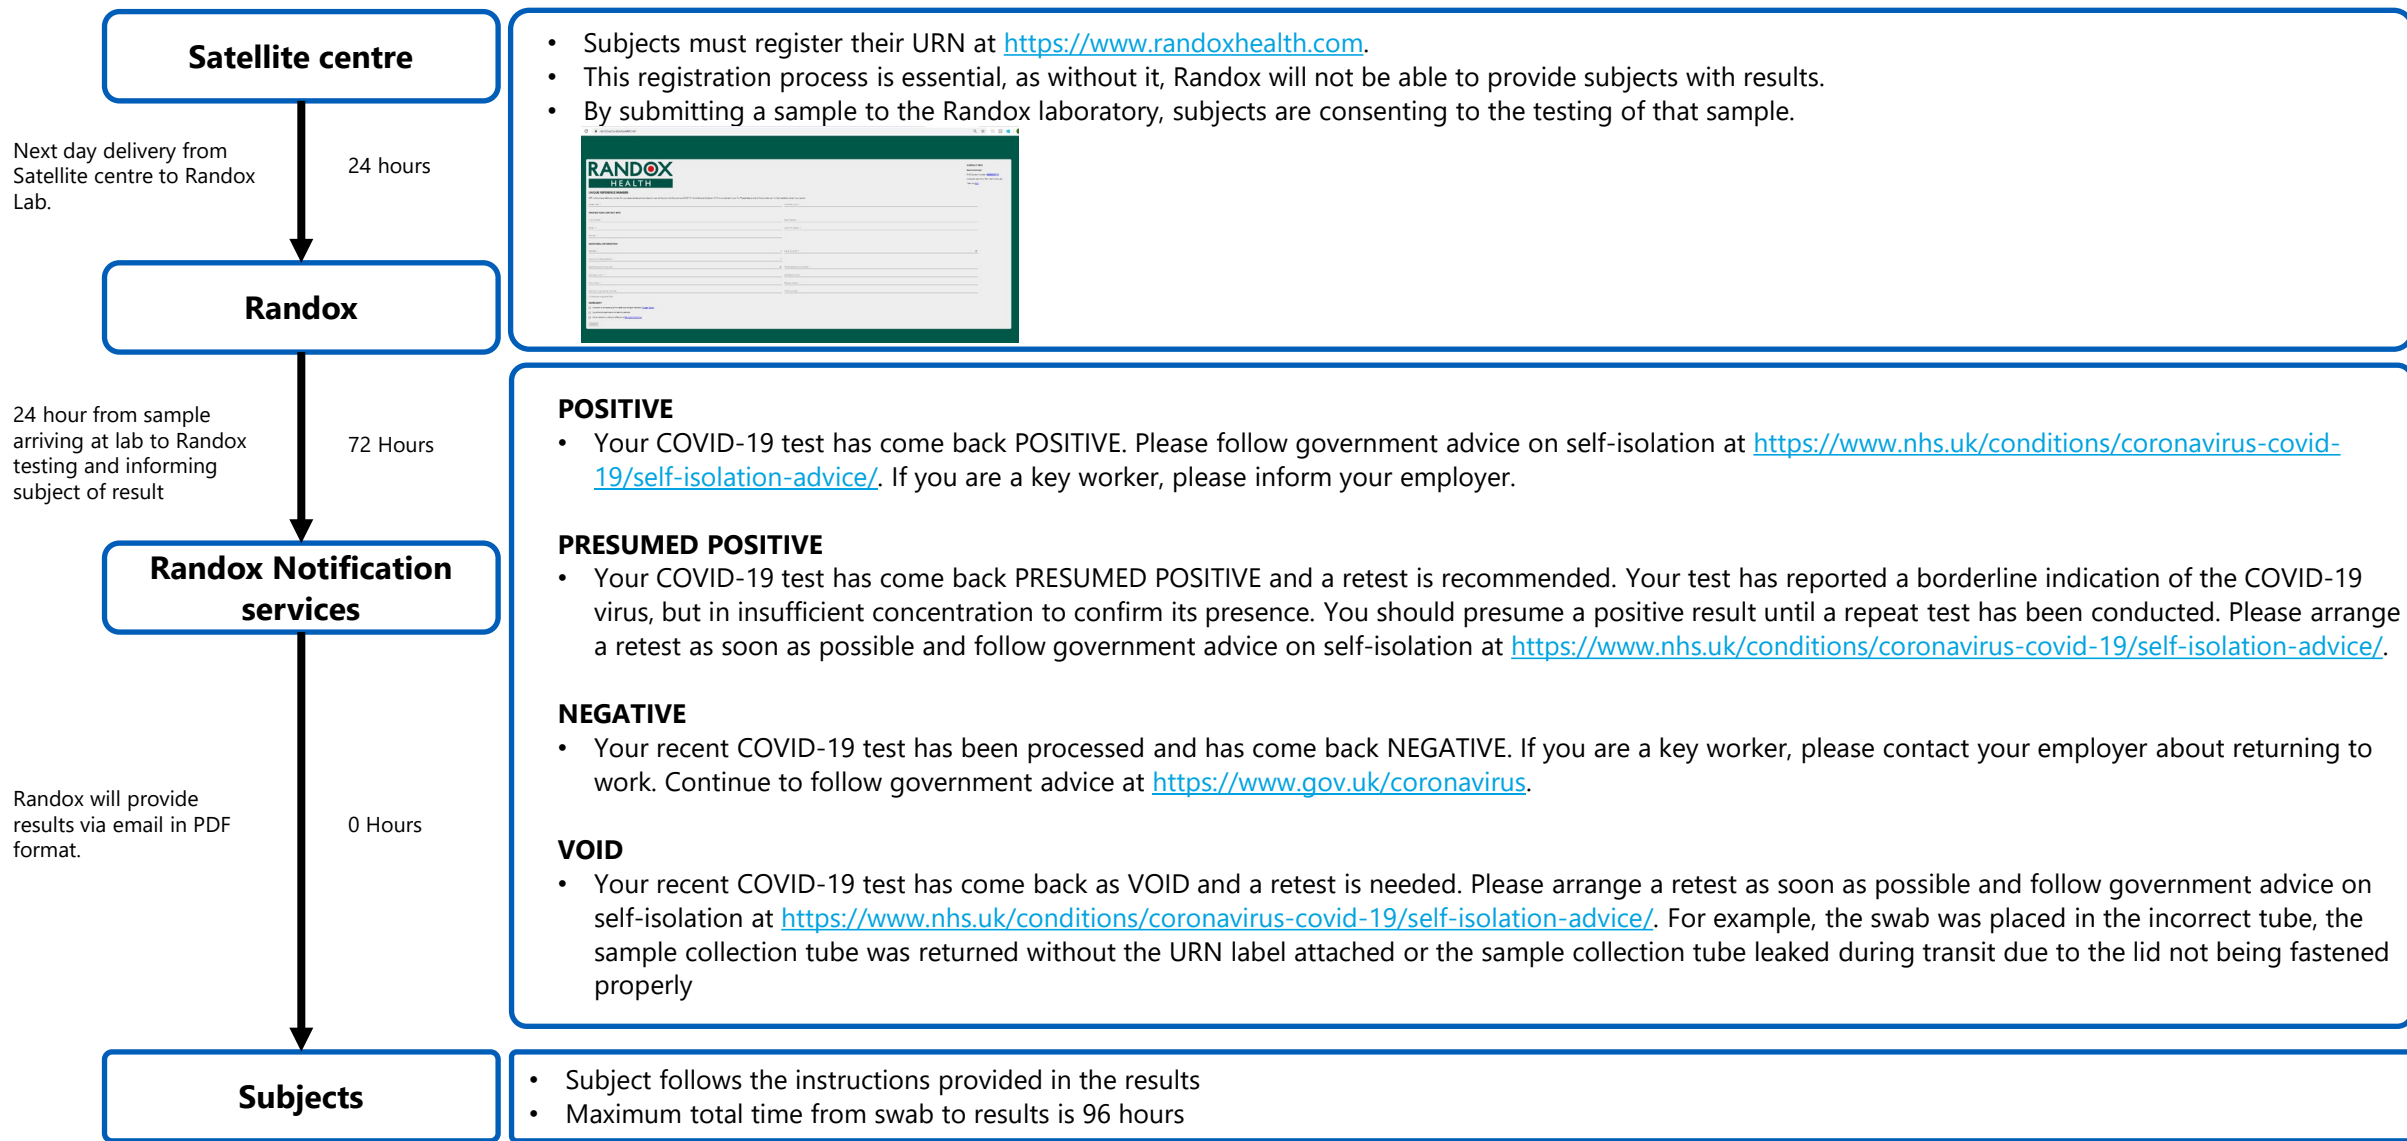 Satellite centre
• Subjects must register their URN at https://www.randoxhealth.com.
• This registration process is essential, as without it, Randox will not be able to provide subjects with results.
• By submitting a sample to the Randox laboratory, subjects are consenting to the testing of that sample.
RANDOX
HEALTH
Next day delivery from
Satellite centre to Randox
Lab.
24 hours
Randox
24 hour from sample
arriving at lab to Randox
testing and informing
subject of result
72 Hours
Randox Notification
services
POSITIVE
• Your COVID-19 test has come back POSITIVE. Please follow government advice on self-isolation at https://www.nhs.uk/conditions/coronavirus-covid-
19/self-isolation-advice/. If you are a key worker, please inform your employer.
PRESUMED POSITIVE
• Your COVID-19 test has come back PRESUMED POSITIVE and a retest is recommended. Your test has reported a borderline indication of the COVID-19
virus, but in insufficient concentration to confirm its presence. You should presume a positive result until a repeat test has been conducted. Please arrange
a retest as soon as possible and follow government advice on self-isolation at https://www.nhs.uk/conditions/coronavirus-covid-19/self-isolation-advice/.
NEGATIVE
• Your recent COVID-19 test has been processed and has come back NEGATIVE. If you are a key worker, please contact your employer about returning to
work. Continue to follow government advice at https://www.gov.uk/coronavirus.
VOID
• Your recent COVID-19 test has come back as VOID and a retest is needed. Please arrange a retest as soon as possible and follow government advice on
self-isolation at https://www.nhs.uk/conditions/coronavirus-covid-19/self-isolation-advice/. For example, the swab was placed in the incorrect tube, the
sample collection tube was returned without the URN label attached or the sample collection tube leaked during transit due to the lid not being fastened
properly
Randox will provide
results via email in PDF
format.
0 Hours
Subjects
• Subject follows the instructions provided in the results
• Maximum total time from swab to results is 96 hours